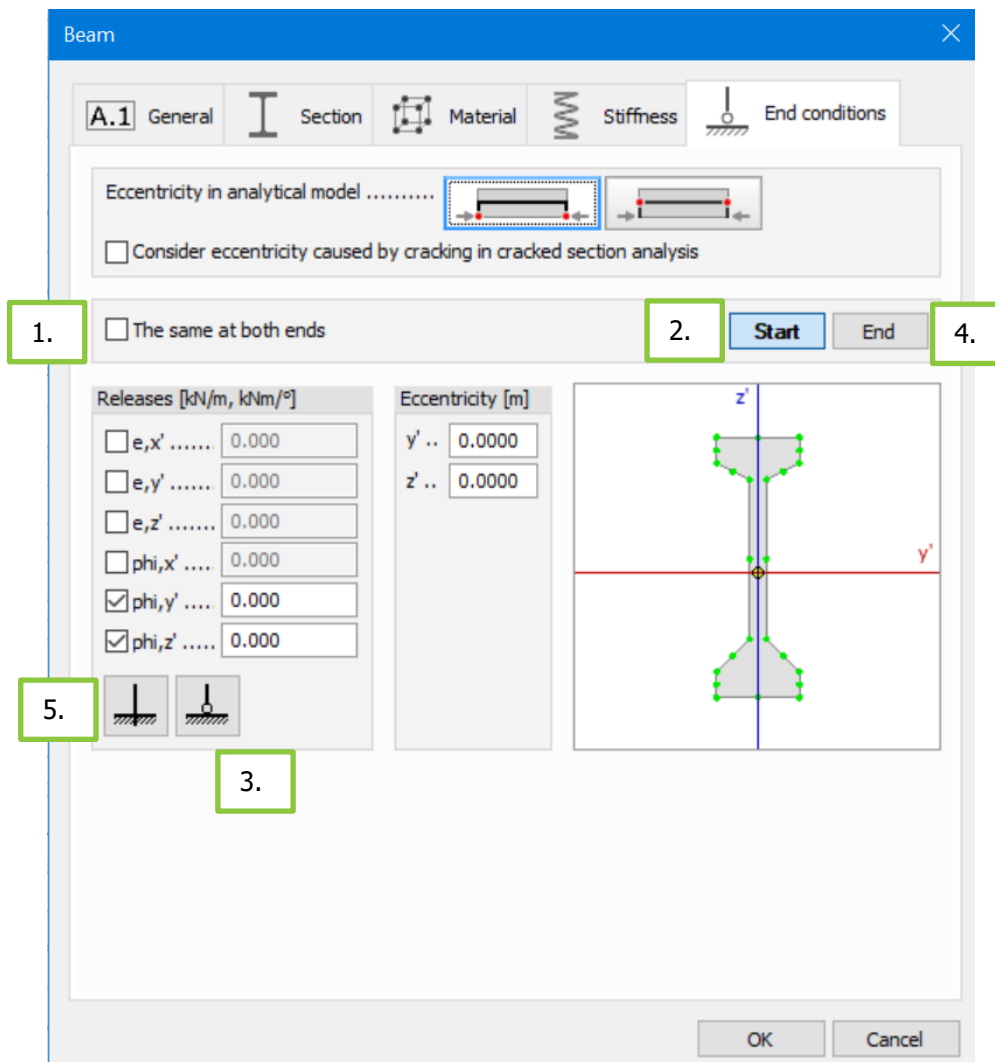 Beam
A.1 General Section Material Stiffness End conditions
Eccentricity in analytical model ..........
Consider eccentricity caused by cracking in cracked section analysis
1. The same at both ends 2. Start End 4.
Releases [kN/m, kNm/°] Eccentricity [m]
e,x' ...... 0.000 y' .. 0.0000
e,y' ...... 0.000 z' .. 0.0000
e,z' ....... 0.000
phi,x' .... 0.000
phi,y' .... 0.000
phi,z' ..... 0.000
z'
y'
5.
3.
OK Cancel